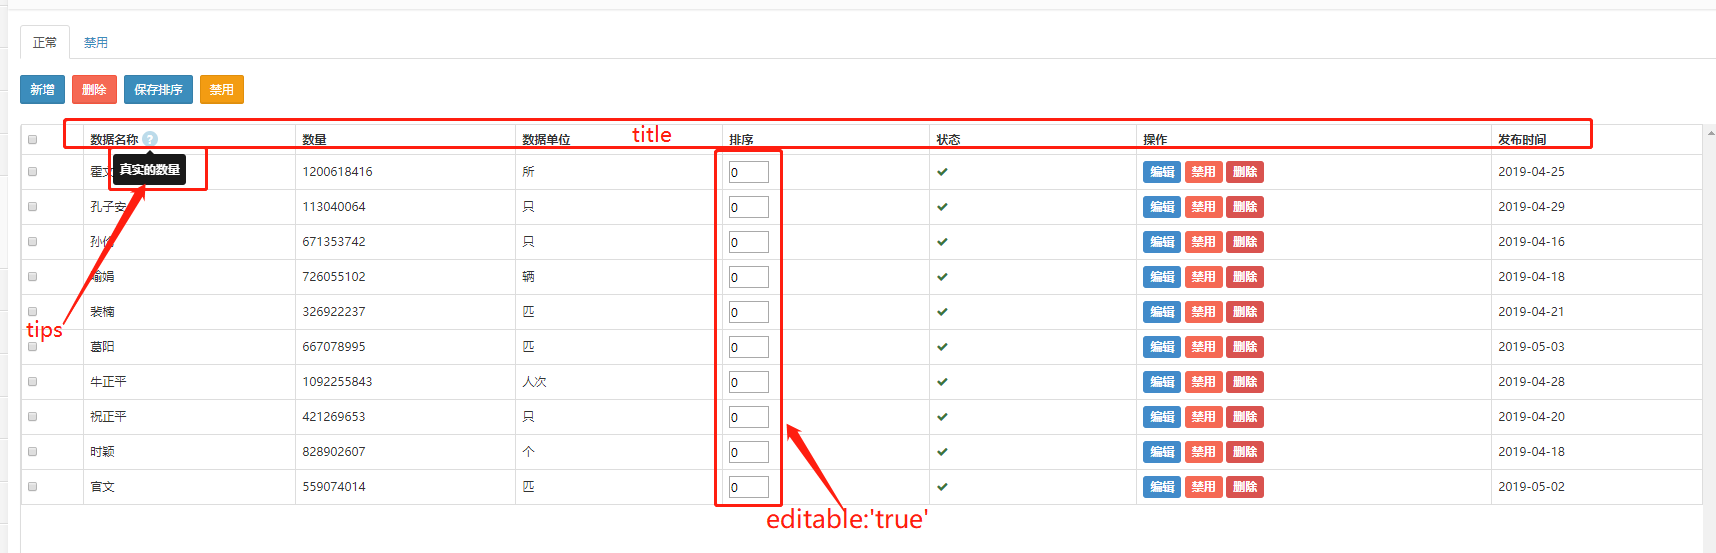 正常 禁用
新增 删除 保存排序 禁用
数据名称 ? 数量 数据单位 title 排序 状态 操作 发布时间
真实的数量
霍文 1200618416 所 0 编辑 禁用 删除 2019-04-25
孔子安 113040064 只 0 编辑 禁用 删除 2019-04-29
孙 671353742 只 0 编辑 禁用 删除 2019-04-16
喻娟 726055102 辆 0 编辑 禁用 删除 2019-04-18
裴楠 326922237 匹 0 编辑 禁用 删除 2019-04-21
tips
阳 667078995 匹 0 编辑 禁用 删除 2019-05-03
牛正平 1092255843 人次 0 编辑 禁用 删除 2019-04-28
祝正平 421269653 只 0 编辑 禁用 删除 2019-04-20
时颖 828902607 个 0 编辑 禁用 删除 2019-04-18
官文 559074014 匹 0 编辑 禁用 删除 2019-05-02
editable:'true'